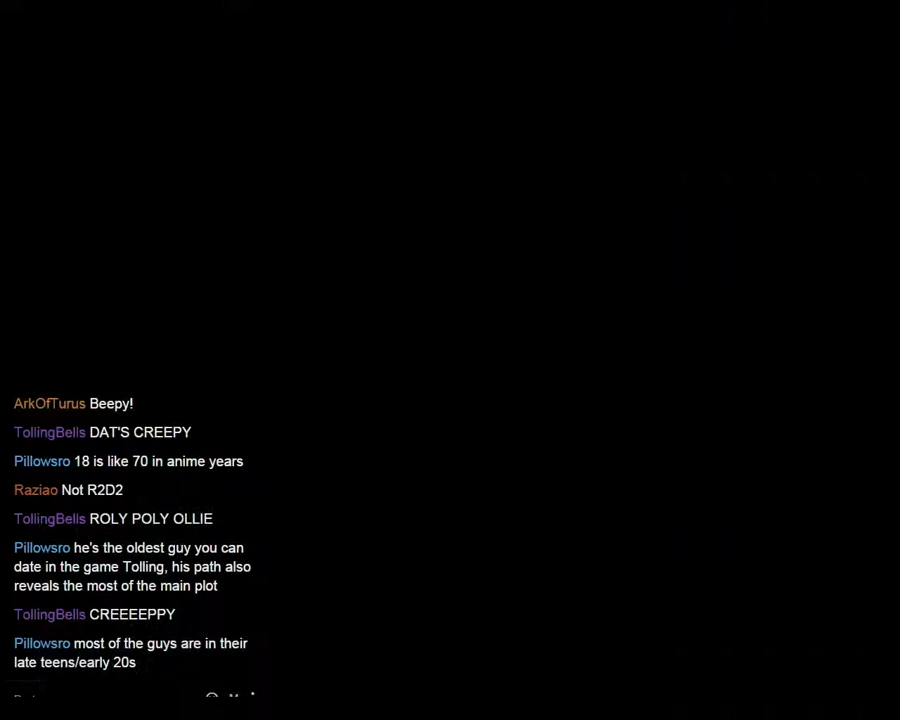 ArkOfTurus Beepy!
TollingBells DAT'S CREEPY
Pillowsro 18 is like 70 in anime years
Raziao Not R2D2
TollingBells ROLY POLY OLLIE
Pillowsro he's the oldest guy you can
date in the game Tolling, his path also
reveals the most of the main plot
TollingBells CREEEEPPY
Pillowsro most of the guys are in their
late teens/early 20s